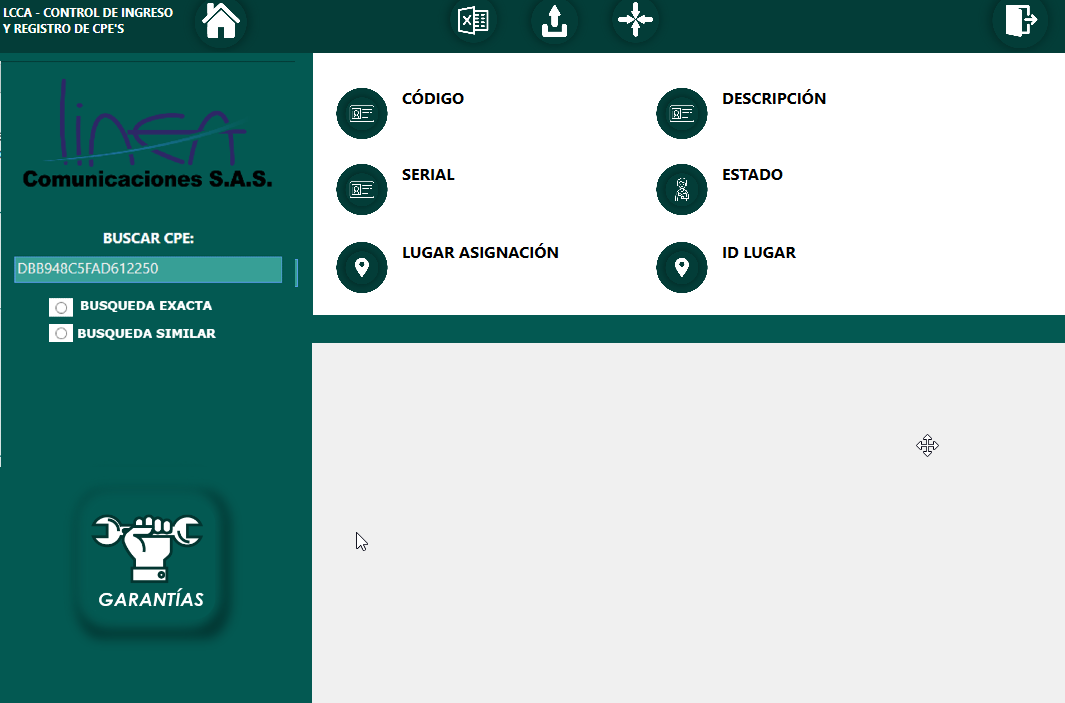 LCCA - CONTROL DE INGRESO
Y REGISTRO DE CPE'S
linea
Comunicaciones S.A.S.
BUSCAR CPE:
DBB948C5FAD612250
BUSQUEDA EXACTA
BUSQUEDA SIMILAR
GARANTÍAS
CÓDIGO
DESCRIPCIÓN
SERIAL
ESTADO
LUGAR ASIGNACIÓN
ID LUGAR